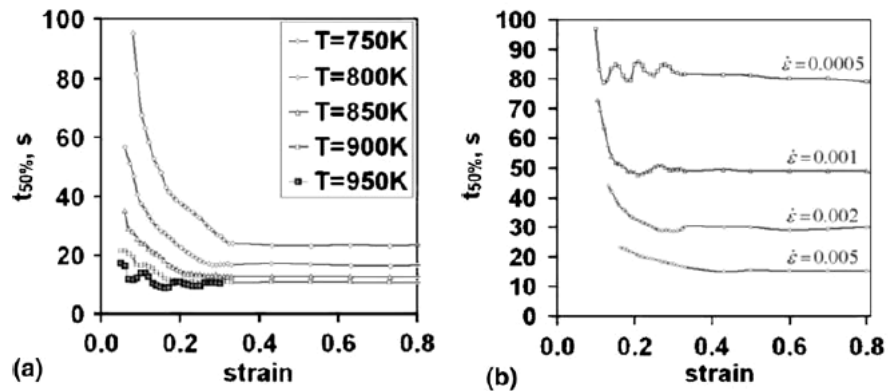 100
80
60
40
20
0
t50%, s
0.0 0.2 0.4 0.6 0.8
strain
(a)
T=750K
T=800K
T=850K
T=900K
T=950K
100
90
80
70
60
50
40
30
20
10
0
t50%, s
0.0 0.2 0.4 0.6 0.8
strain
(b)
ε̇=0.0005
ε̇=0.001
ε̇=0.002
ε̇=0.005